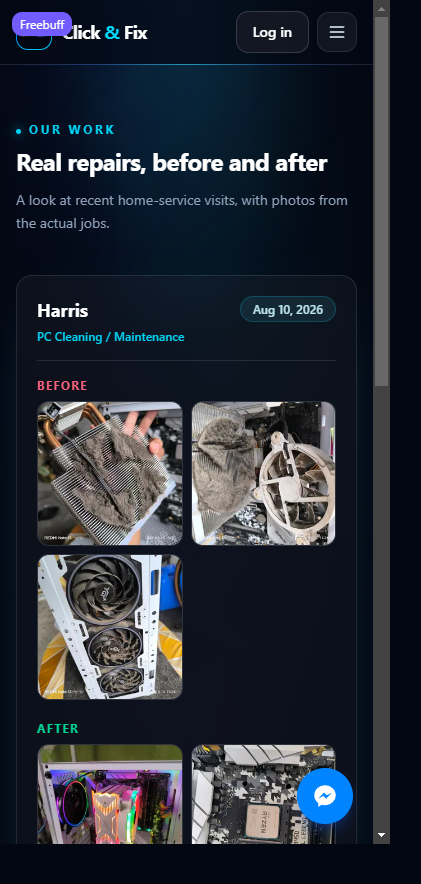 Freebuff
Click & Fix
Log in
OUR WORK
Real repairs, before and after
A look at recent home-service visits, with photos from
the actual jobs.
Harris
Aug 10, 2026
PC Cleaning / Maintenance
BEFORE
AFTER
RYZEN